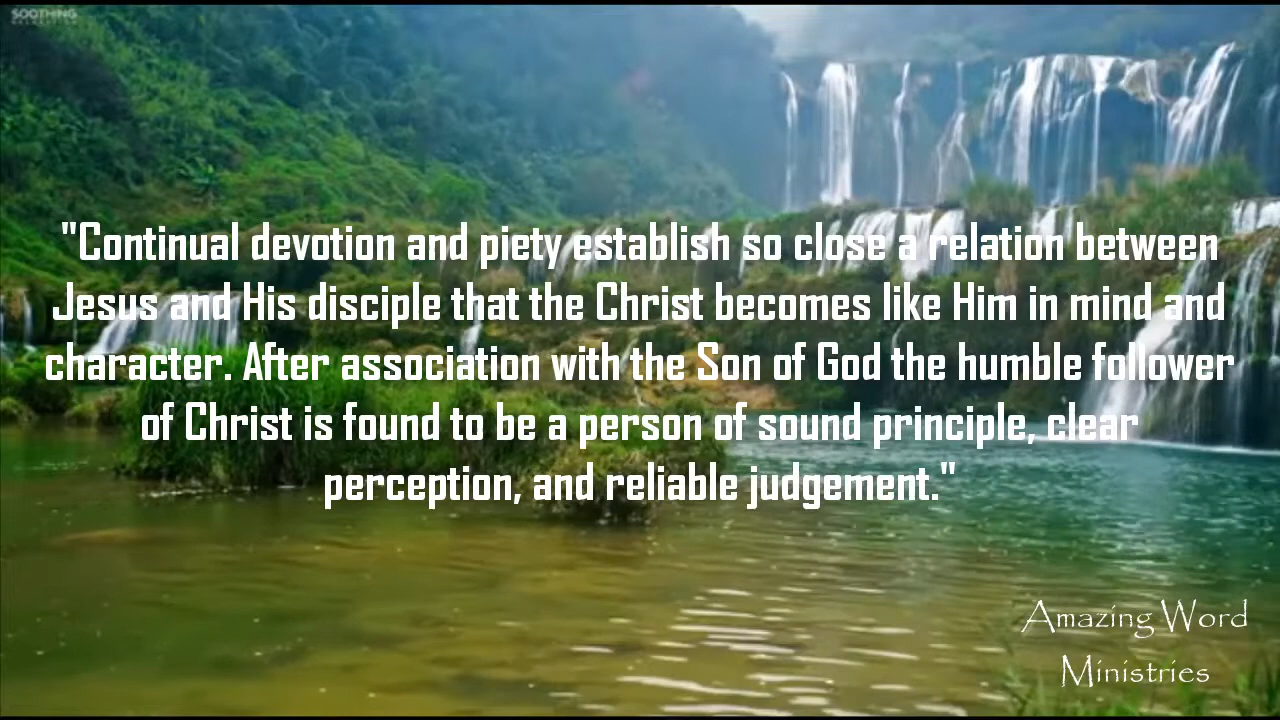 SOOTHING
RELAXATION
"Continual devotion and piety establish so close a relation between
Jesus and His disciple that the Christ becomes like Him in mind and
character. After association with the Son of God the humble follower
of Christ is found to be a person of sound principle, clear
perception, and reliable judgement."
Amazing Word
Ministries